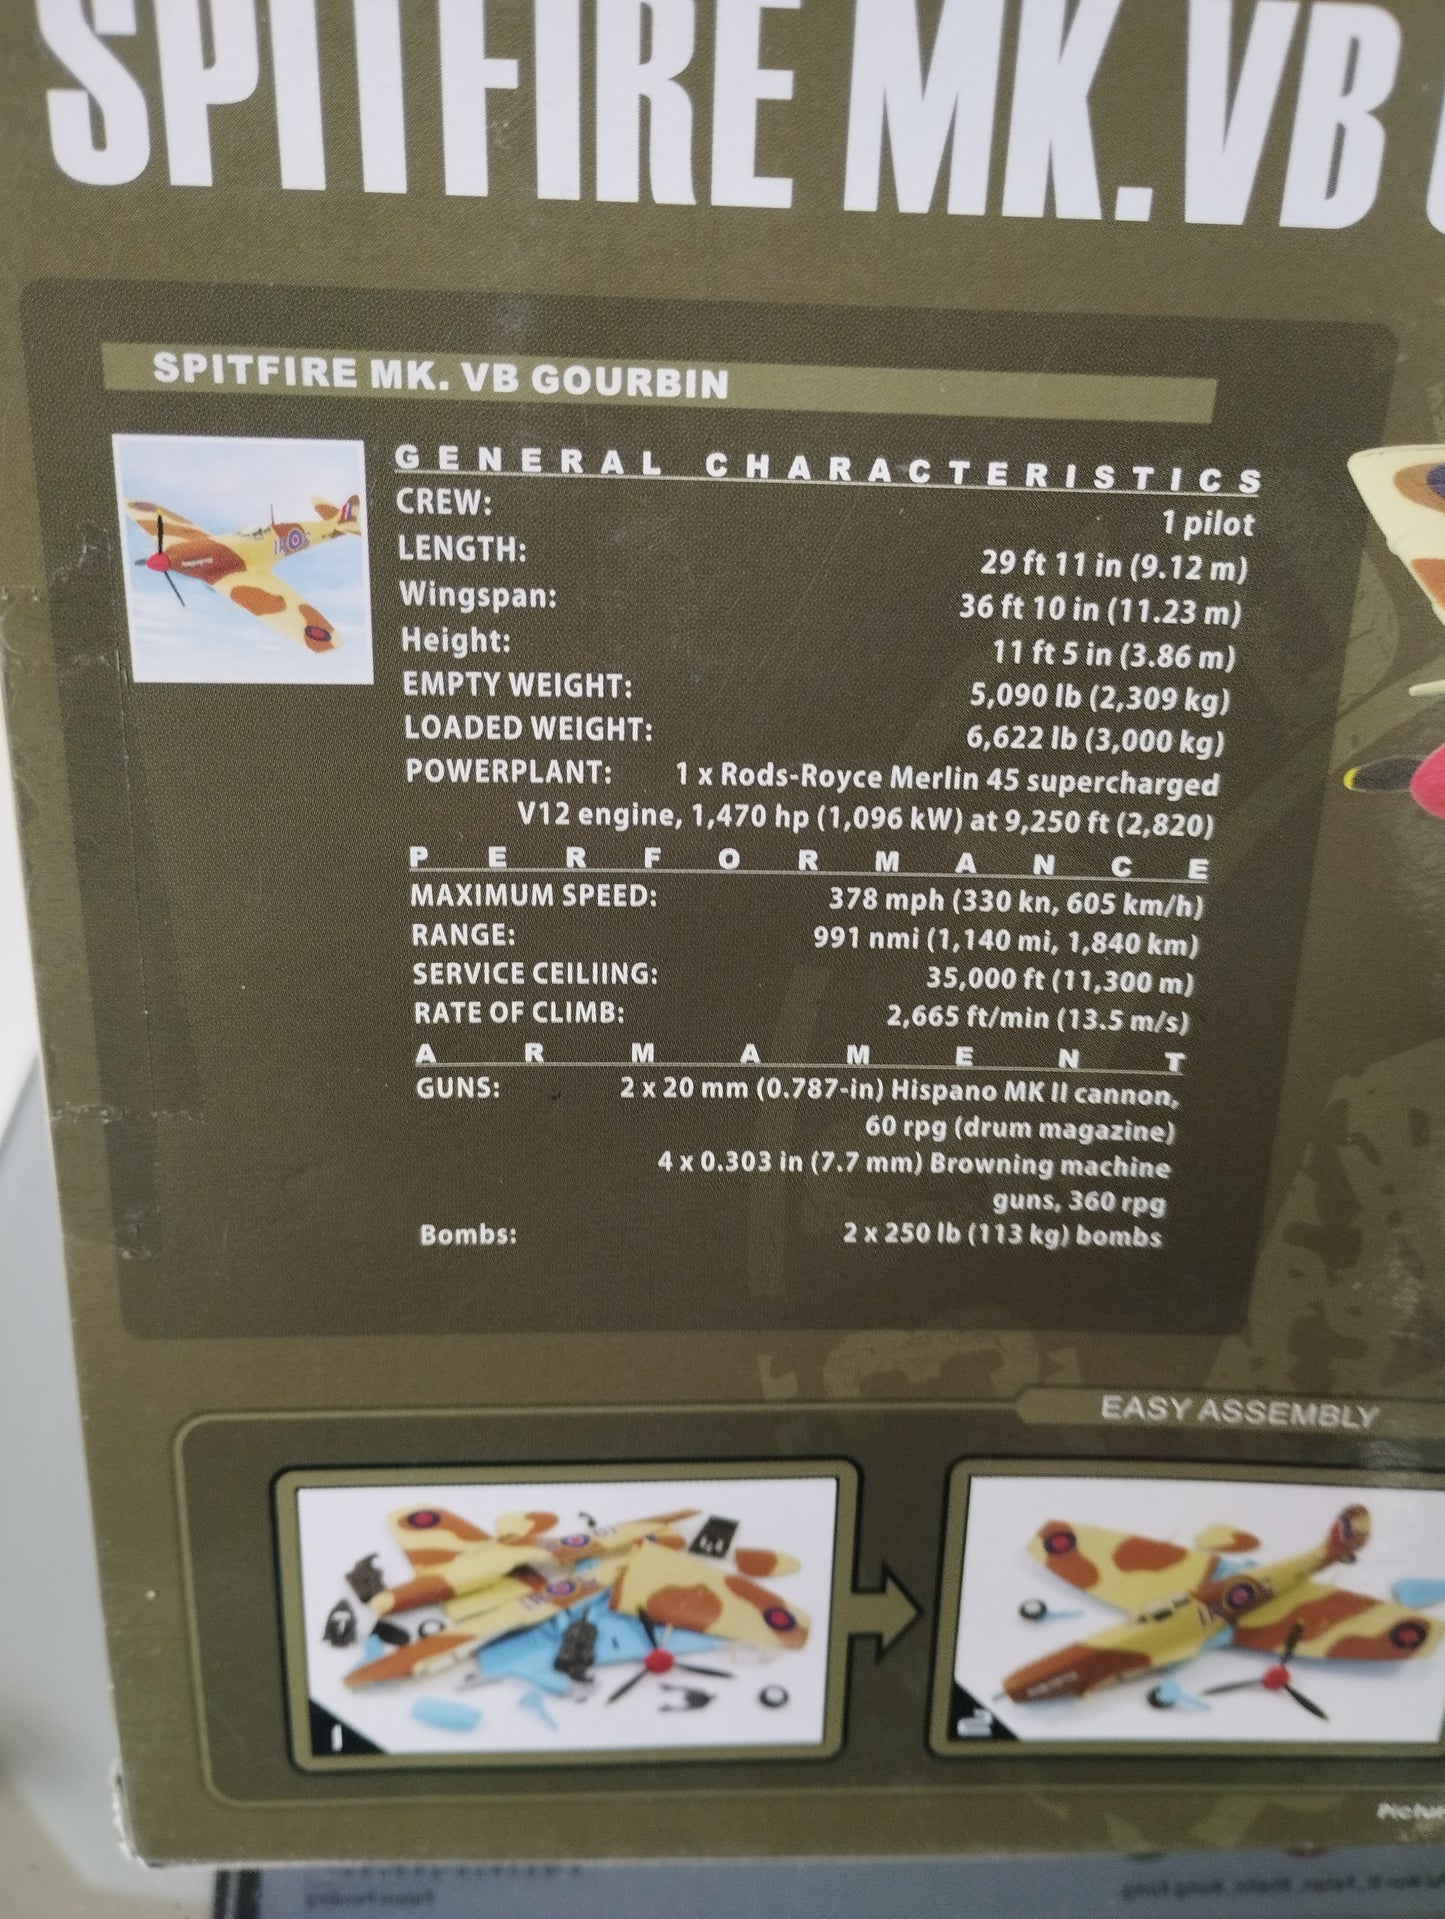 SPITFIRE MK.VB
SPITFIRE MK. VB GOURBIN
GENERAL CHARACTERISTICS
CREW: 1 pilot
LENGTH: 29 ft 11 in (9.12 m)
Wingspan: 36 ft 10 in (11.23 m)
Height: 11 ft 5 in (3.86 m)
EMPTY WEIGHT: 5,090 lb (2,309 kg)
LOADED WEIGHT: 6,622 lb (3,000 kg)
POWERPLANT: 1 x Rods-Royce Merlin 45 supercharged
V12 engine, 1,470 hp (1,096 kW) at 9,250 ft (2,820)
PERFORMANCE
MAXIMUM SPEED: 378 mph (330 kn, 605 km/h)
RANGE: 991 nmi (1,140 mi, 1,840 km)
SERVICE CEILIING: 35,000 ft (11,300 m)
RATE OF CLIMB: 2,665 ft/min (13.5 m/s)
ARMAMENT
GUNS: 2 x 20 mm (0.787-in) Hispano MK II cannon,
60 rpg (drum magazine)
4 x 0.303 in (7.7 mm) Browning machine
guns, 360 rpg
Bombs: 2 x 250 lb (113 kg) bombs
EASY ASSEMBLY
1
2